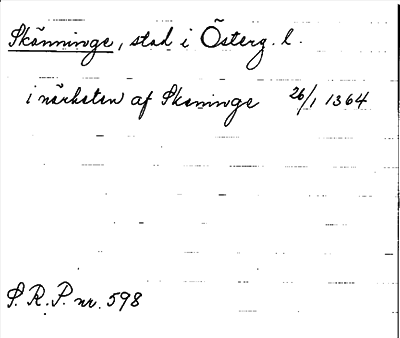 Skänninge, stad i Österg. l.
i närheten af Skeninge 26/1 1364
S. R. P. nr. 598